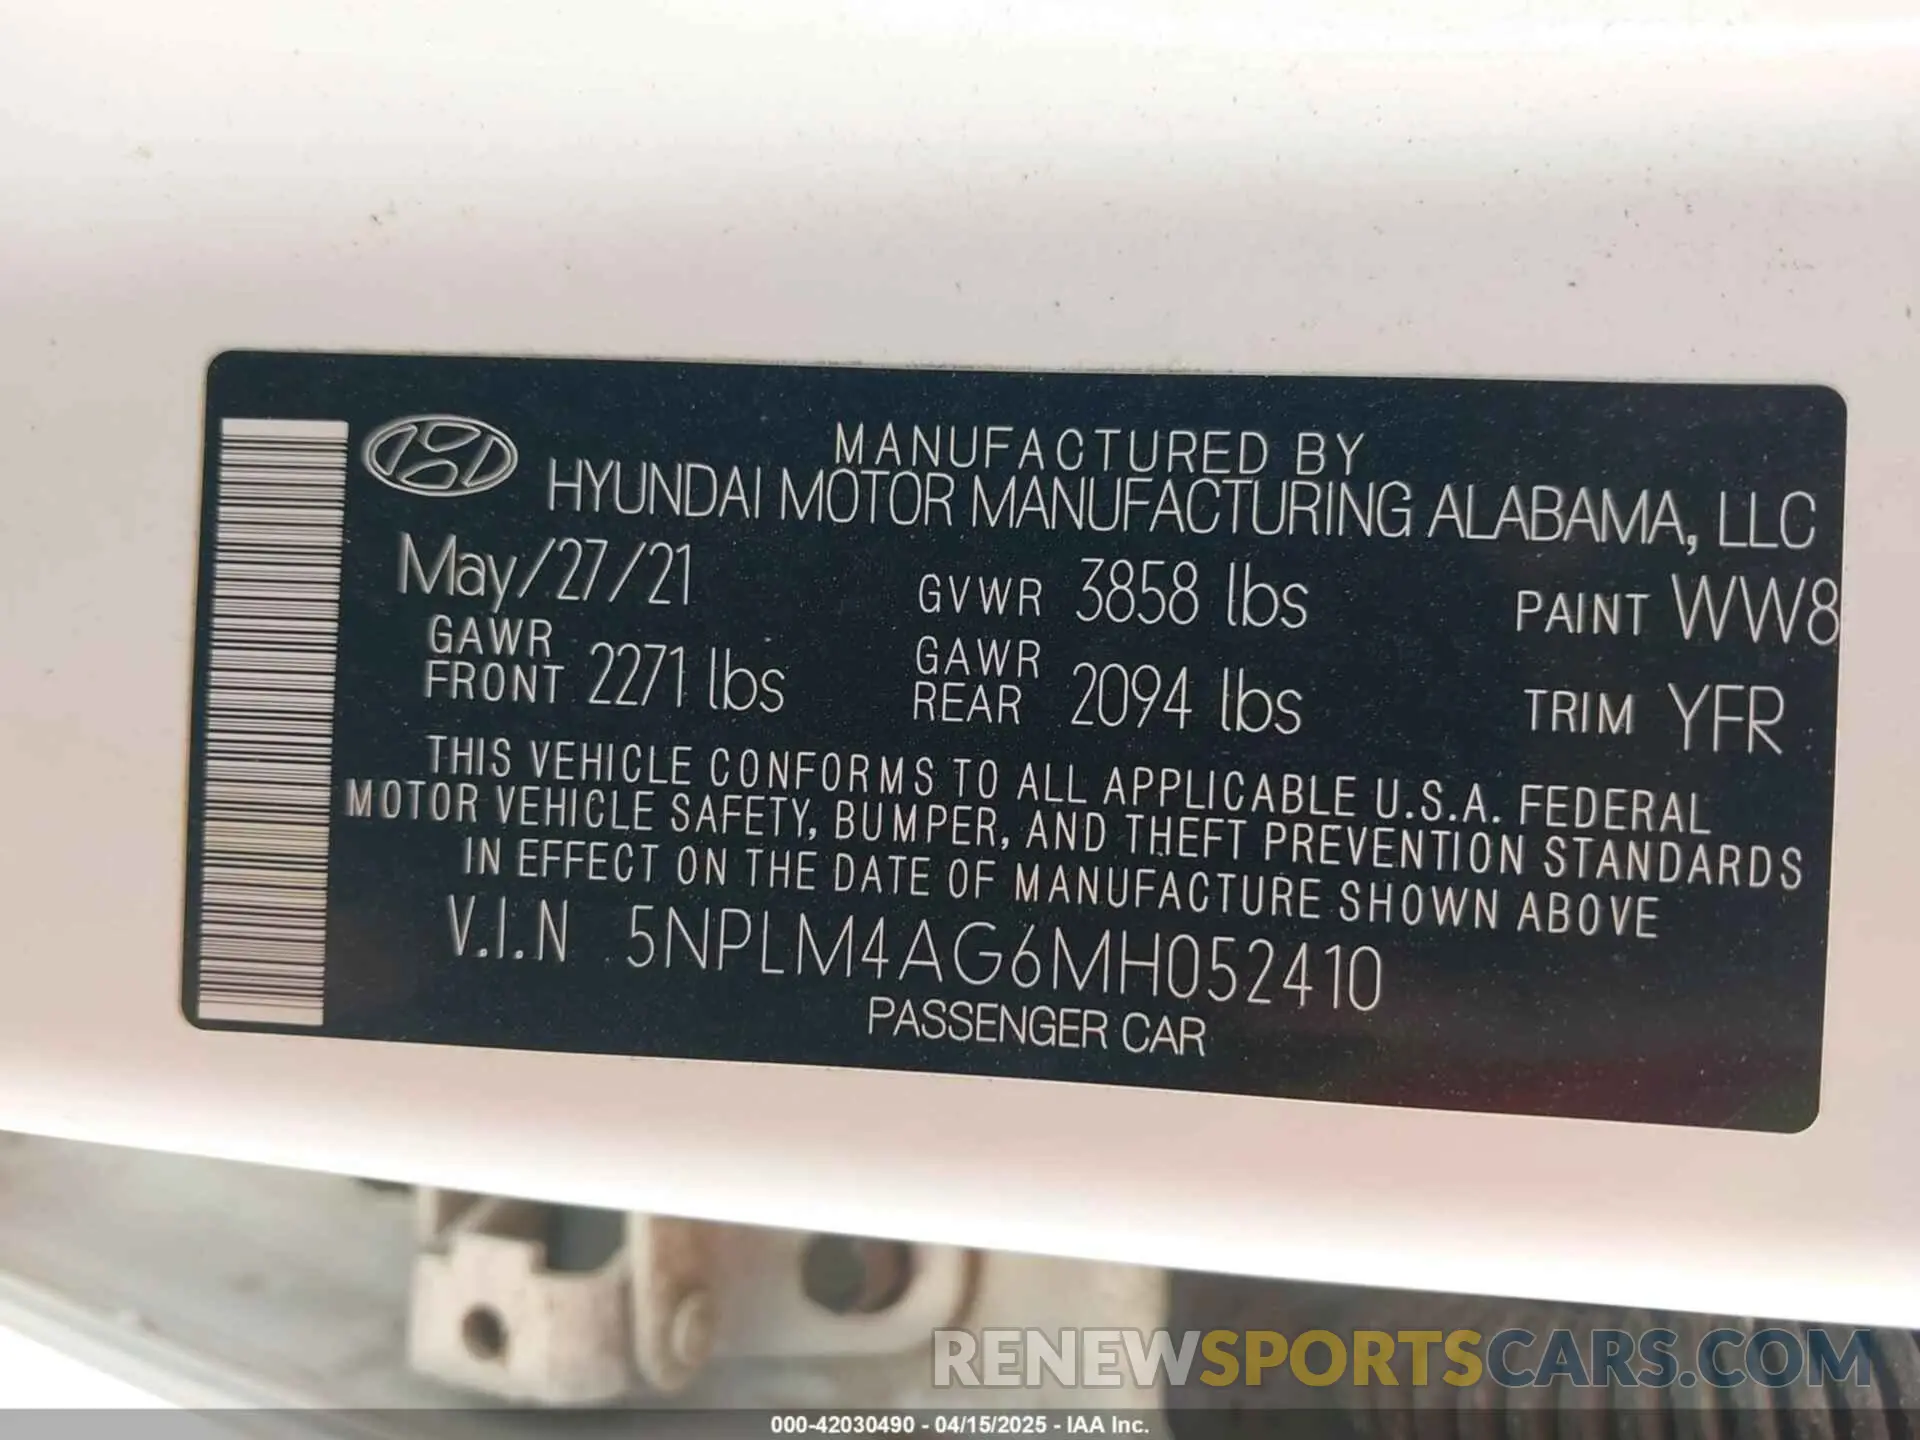 MANUFACTURED BY
HYUNDAI MOTOR MANUFACTURING ALABAMA, LLC
May/27/21 GVWR 3858 lbs PAINT WW8
GAWR FRONT 2271 lbs GAWR REAR 2094 lbs TRIM YFR
THIS VEHICLE CONFORMS TO ALL APPLICABLE U.S.A. FEDERAL
MOTOR VEHICLE SAFETY, BUMPER, AND THEFT PREVENTION STANDARDS
IN EFFECT ON THE DATE OF MANUFACTURE SHOWN ABOVE
V.I.N 5NPLM4AG6MH052410
PASSENGER CAR
RENEWSPORTSCARS.COM
000-42030490 - 04/15/2025 - IAA Inc.